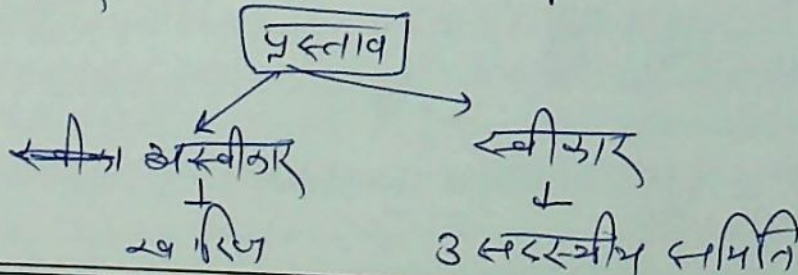 प्रस्ताव
अस्वीकार स्वीकार
खारिज 3 सदस्यीय समिति